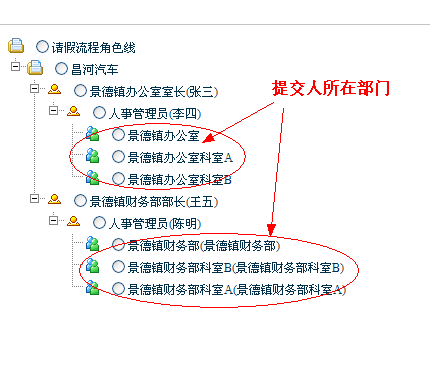 请假流程角色线
昌河汽车
景德镇办公室室长(张三)
提交人所在部门
人事管理员(李四)
景德镇办公室
景德镇办公室科室A
景德镇办公室科室B
景德镇财务部部长(王五)
人事管理员(陈明)
景德镇财务部(景德镇财务部)
景德镇财务部科室B(景德镇财务部科室B)
景德镇财务部科室A(景德镇财务部科室A)